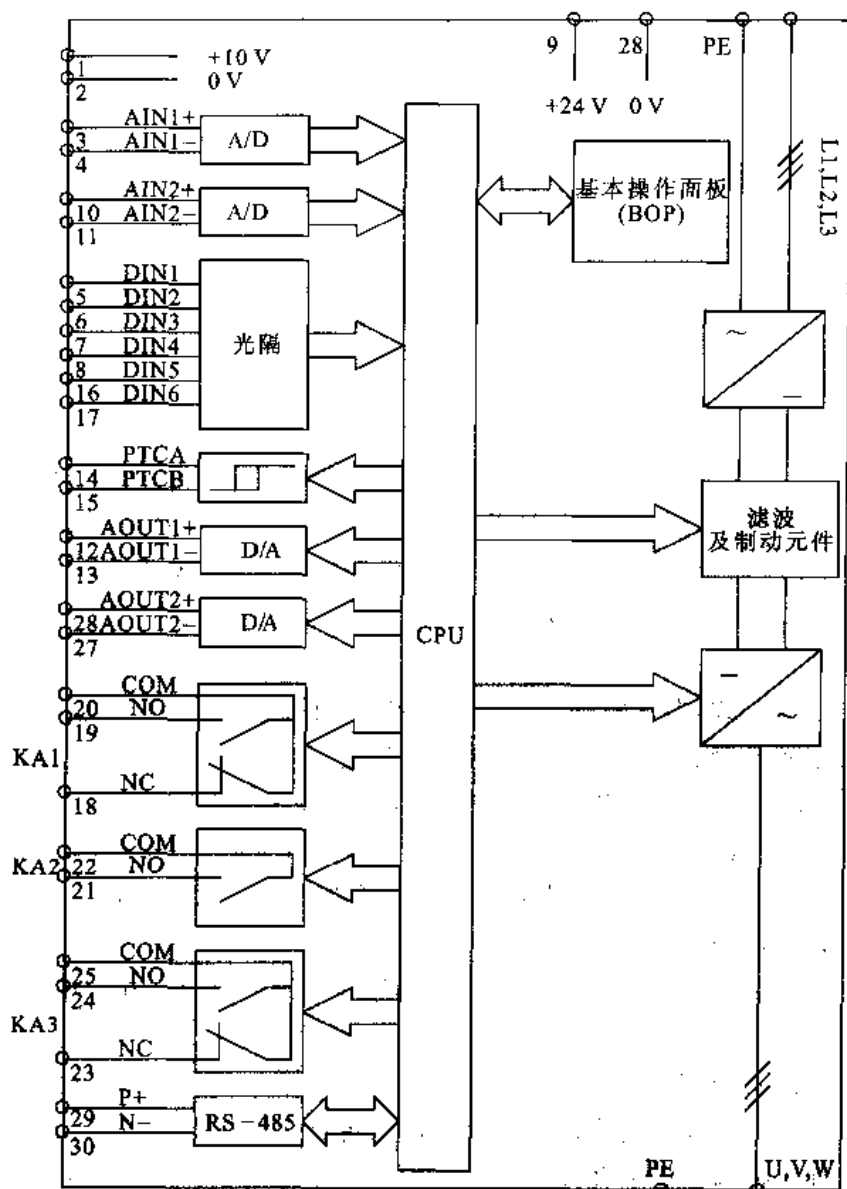 9 28 PE
1 +10 V
2 0 V
+24 V 0 V
L1,L2,L3
AIN1+
3 AIN1-
4
A/D
AIN2+
10 AIN2-
11
A/D
基本操作面板
(BOP)
DIN1
5 DIN2
6 DIN3
7 DIN4
8 DIN5
16 DIN6
17
光隔
~
—
PTCA
14 PTCB
15
AOUT1+
12 AOUT1-
13
D/A
滤波
及制动元件
AOUT2+
28 AOUT2-
27
D/A
CPU
—
~
COM
20 NO
19
KA1
NC
18
COM
KA2 22 NO
21
COM
25 NO
24
KA3
NC
23
P+
29 N-
30
RS-485
PE U,V,W